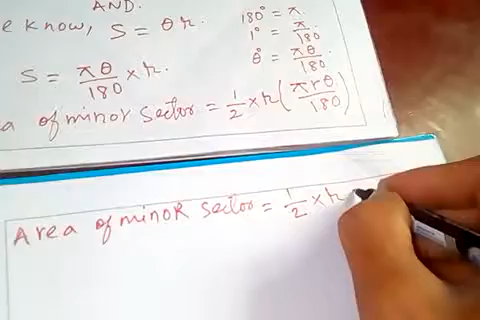 AND.
e know, S = θr.
180° = π.
1° = π/180
θ° = πθ/180
S = πθ/180 × r.
a of minor sector = 1/2 × r (πrθ/180)
Area of minor sector = 1/2 × r